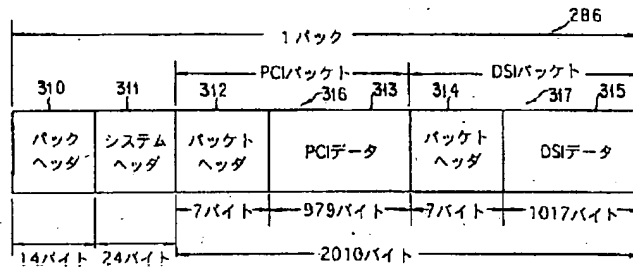 286
1パック
PCIパケット DSIパケット
310 311 312 316 313 314 317 315
パック
ヘッダ
システム
ヘッダ
パケット
ヘッダ
PCIデータ
パケット
ヘッダ
DSIデータ
7バイト 979バイト 7バイト 1017バイト
14バイト 24バイト 2010バイト